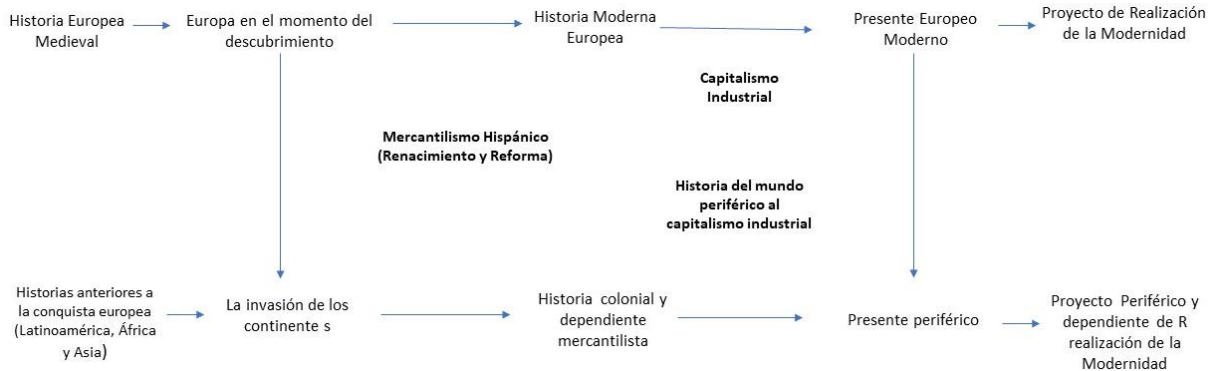 Historia Europea
Medieval
Europa en el momento del
descubrimiento
Historia Moderna
Europea
Presente Europeo
Moderno
Proyecto de Realización
de la Modernidad
Capitalismo
Industrial
Mercantilismo Hispánico
(Renacimiento y Reforma)
Historia del mundo
periférico al
capitalismo industrial
Historias anteriores a
la conquista europea
(Latinoamérica, África
y Asia)
La invasión de los
continente s
Historia colonial y
dependiente
mercantilista
Presente periférico
Proyecto Periférico y
dependiente de R
realización de la
Modernidad